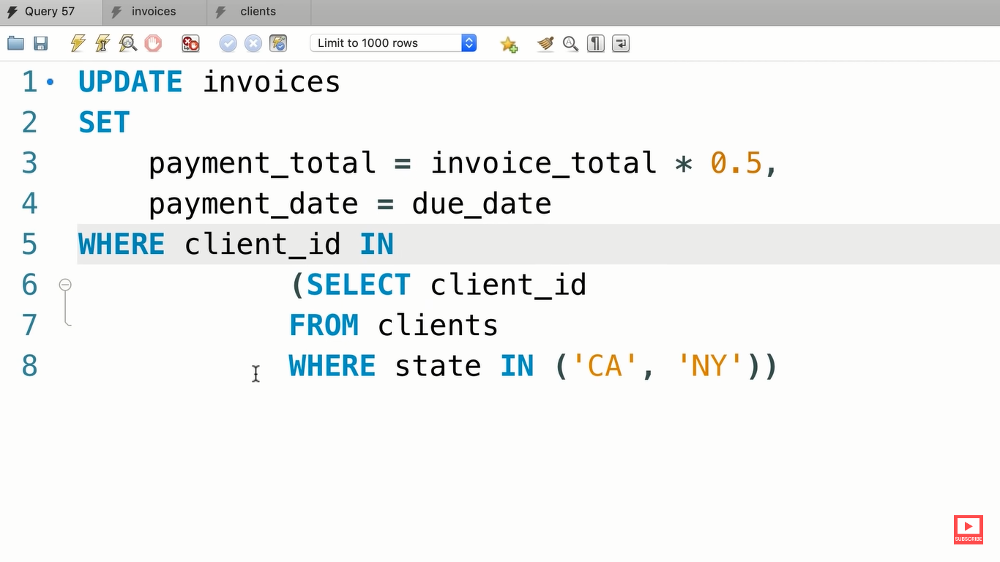 Query 57 invoices clients
Limit to 1000 rows
1 UPDATE invoices
2 SET
3 payment_total = invoice_total * 0.5,
4 payment_date = due_date
5 WHERE client_id IN
6 (SELECT client_id
7 FROM clients
8 WHERE state IN ('CA', 'NY'))
SUBSCRIBE